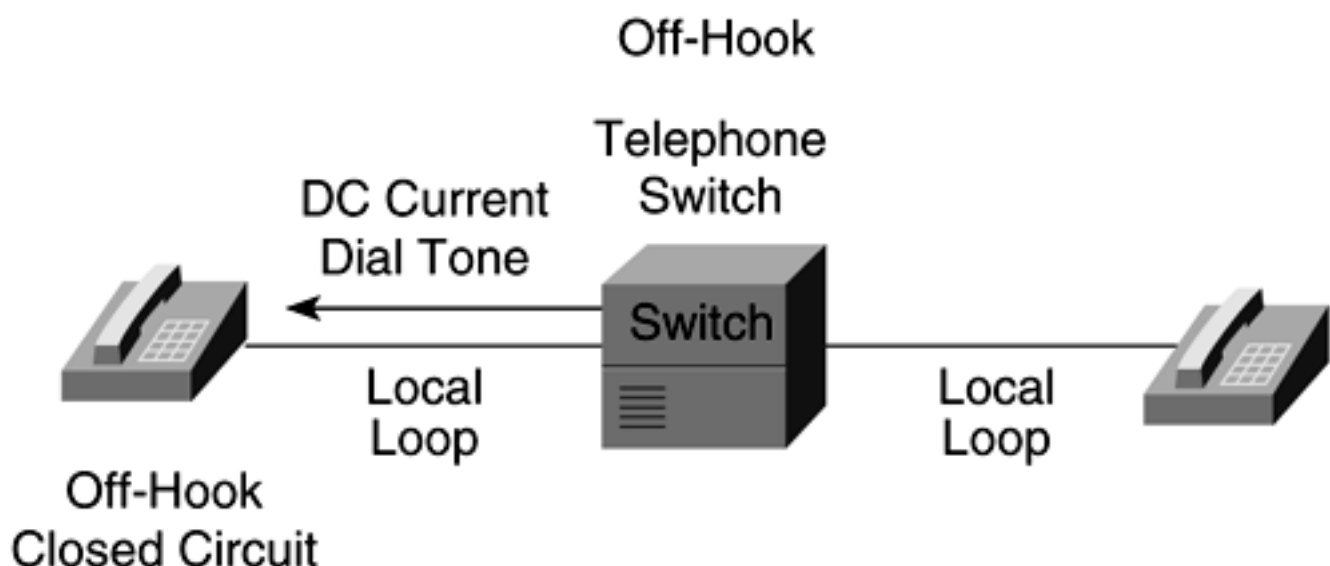 Off-Hook
Telephone
Switch
DC Current
Dial Tone
Switch
Local
Loop
Local
Loop
Off-Hook
Closed Circuit